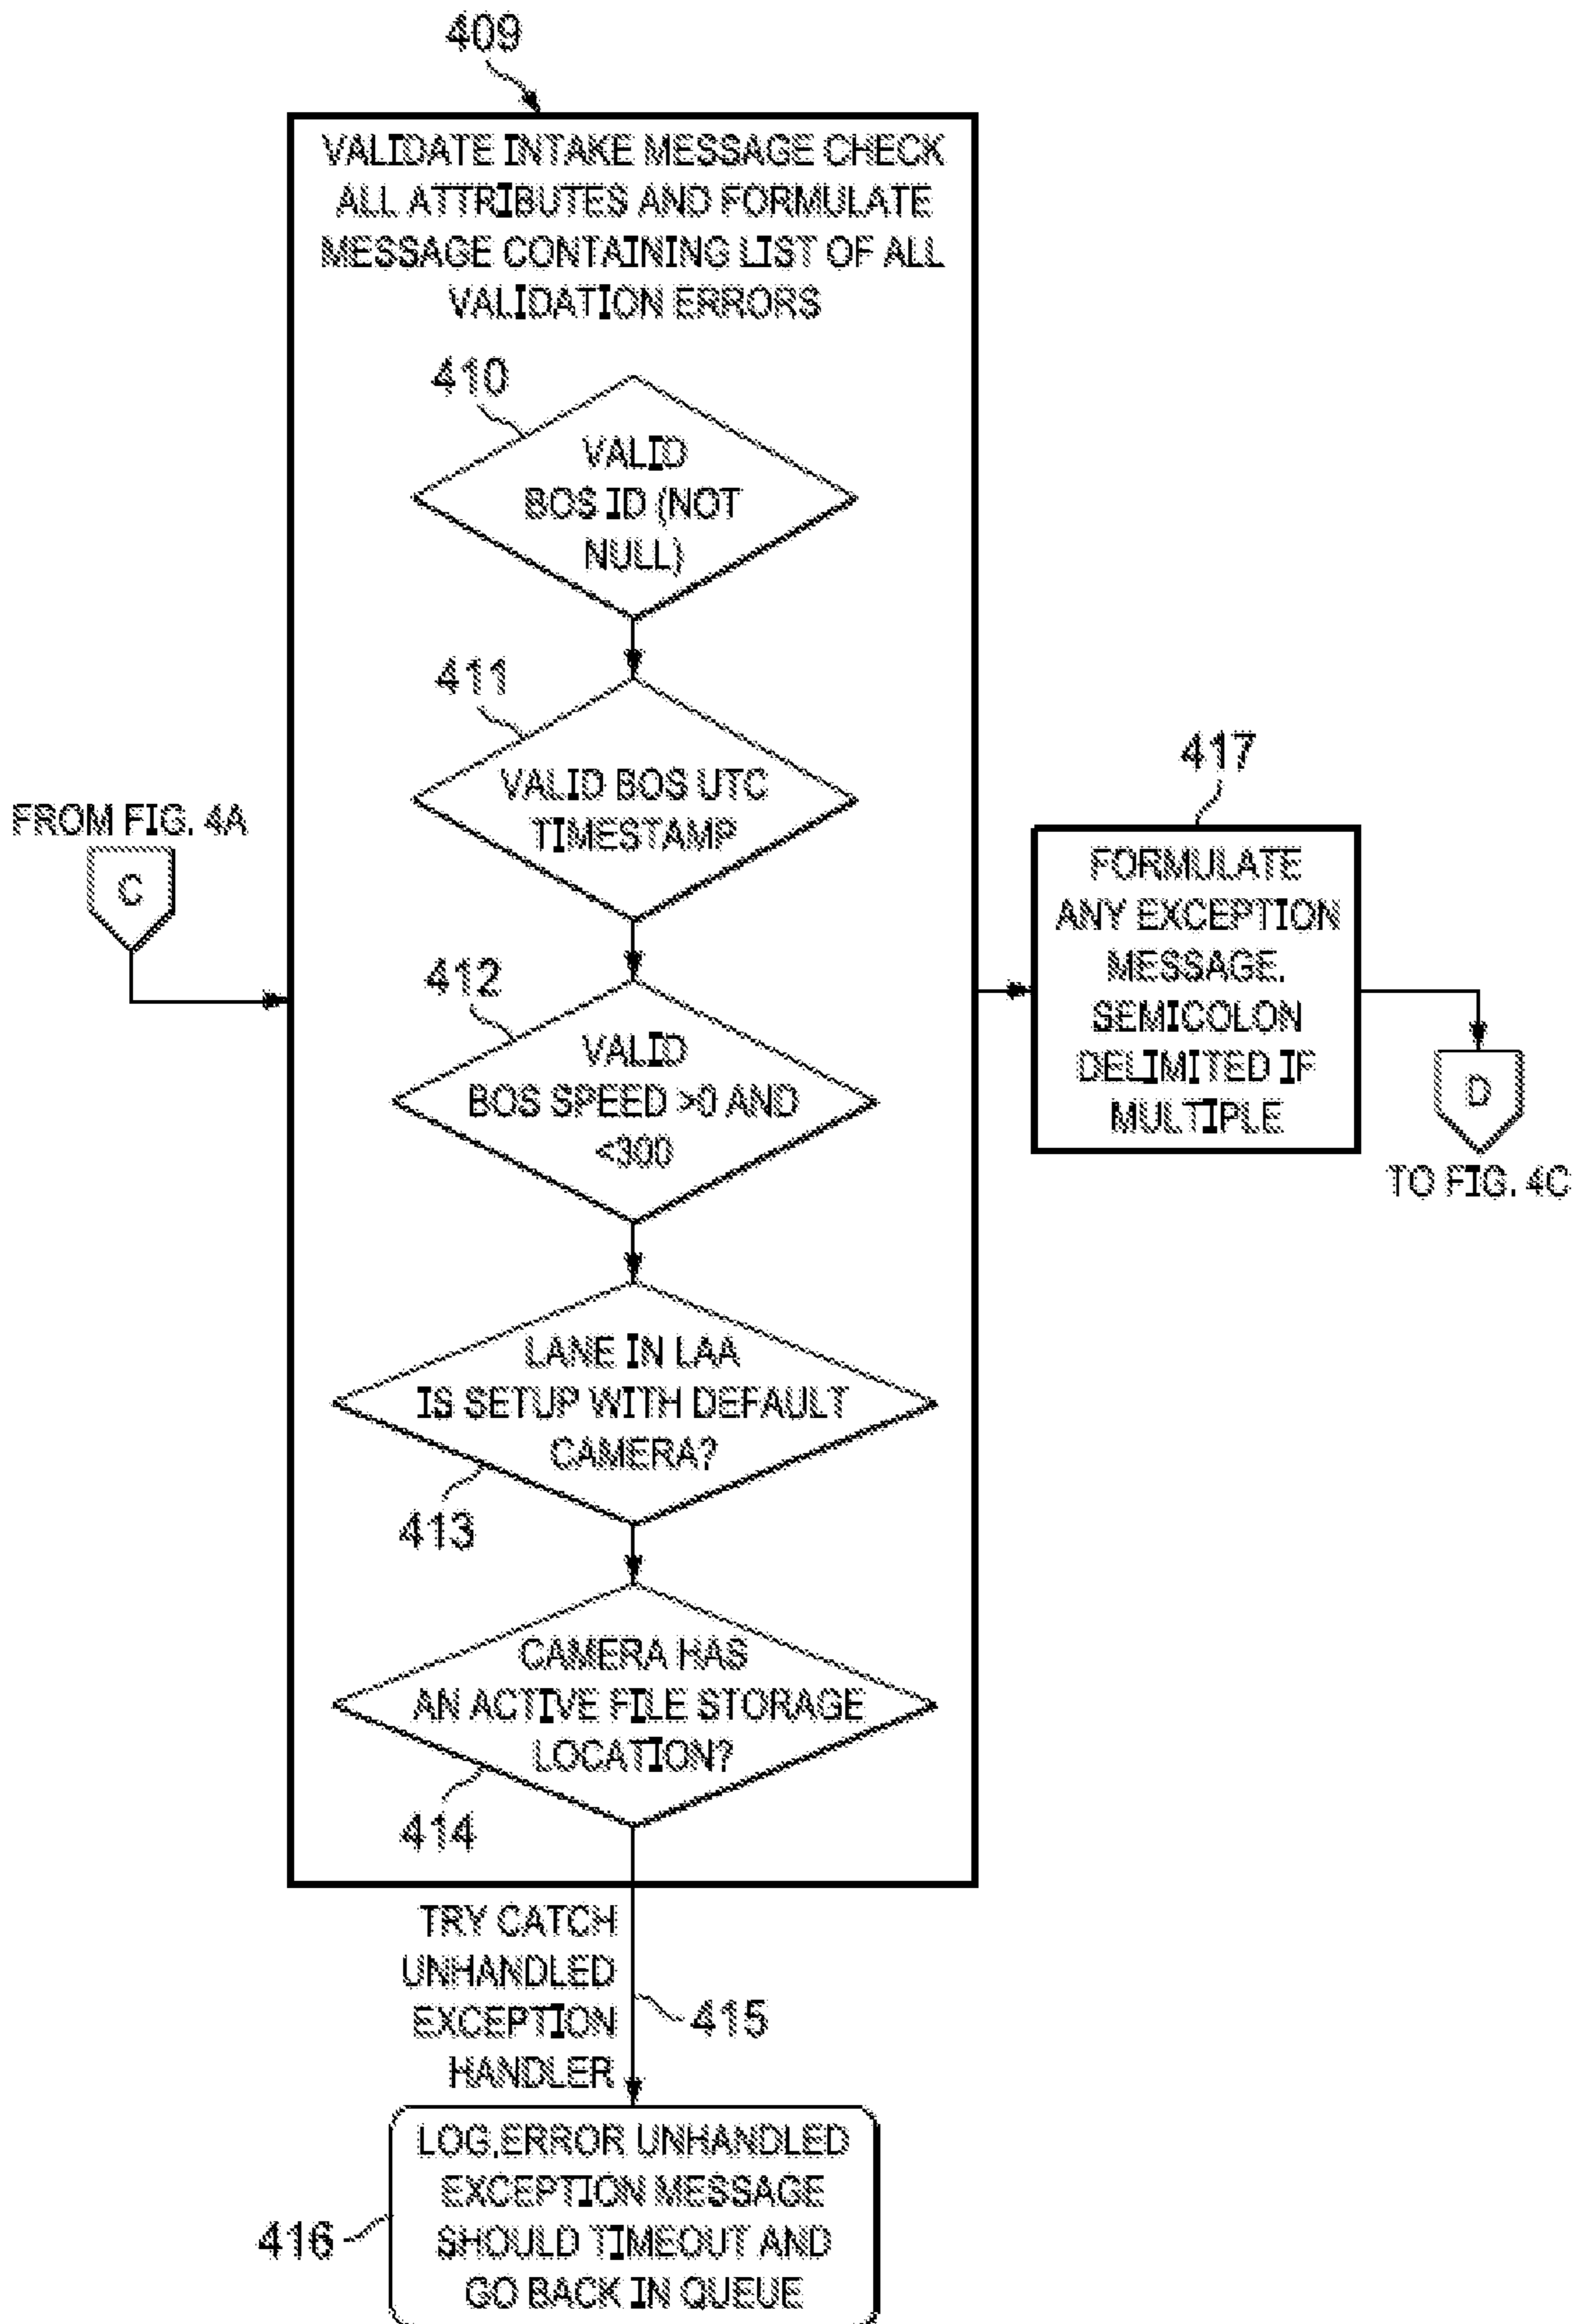 409
VALIDATE INTAKE MESSAGE CHECK
ALL ATTRIBUTES AND FORMULATE
MESSAGE CONTAINING LIST OF ALL
VALIDATION ERRORS
410
VALID
BOS ID (NOT
NULL)
411
VALID BOS UTC
TIMESTAMP
FROM FIG. 4A
C
412
VALID
BOS SPEED >0 AND
<300
LANE IN LAA
IS SETUP WITH DEFAULT
CAMERA?
413
CAMERA HAS
AN ACTIVE FILE STORAGE
LOCATION?
414
TRY CATCH
UNHANDLED
EXCEPTION
HANDLER
415
LOG.ERROR UNHANDLED
EXCEPTION MESSAGE
SHOULD TIMEOUT AND
GO BACK IN QUEUE
416
417
FORMULATE
ANY EXCEPTION
MESSAGE.
SEMICOLON
DELIMITED IF
MULTIPLE
D
TO FIG. 4C